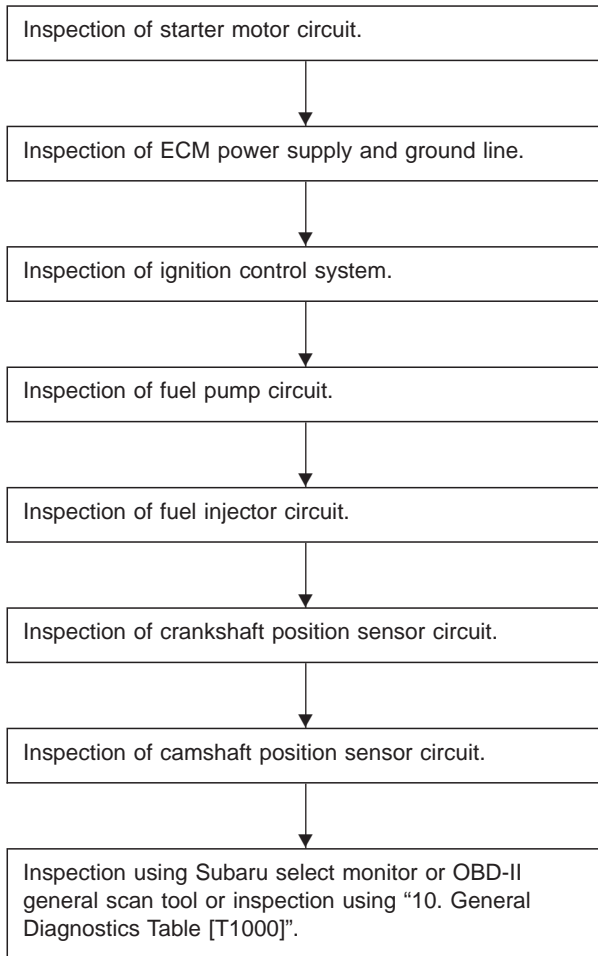 Inspection of starter motor circuit.
Inspection of ECM power supply and ground line.
Inspection of ignition control system.
Inspection of fuel pump circuit.
Inspection of fuel injector circuit.
Inspection of crankshaft position sensor circuit.
Inspection of camshaft position sensor circuit.
Inspection using Subaru select monitor or OBD-II
general scan tool or inspection using “10. General
Diagnostics Table [T1000]”.